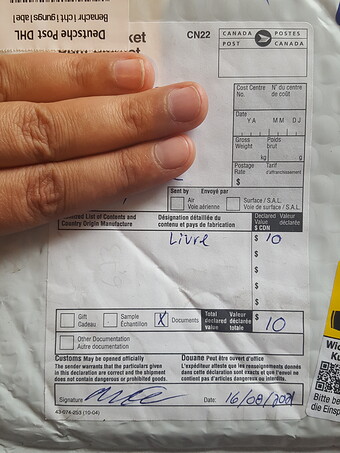 Deutsche Post DHL
Benachrichtigungslabel
ket
CN22
CANADA POSTES
POST CANADA
Cost Centre No. N° du centre de coût
Date
Y A M M D J
Gross Weight Poids brut
kg g
Postage Rate Tarif d'affranchissement
$
Sent by Envoyé par
Air
Voie aérienne
Surface / S.A.L.
Voie de surface / S.A.L.
List of Contents and Country Origin Manufacture
Désignation détaillée du contenu et pays de fabrication
Declared Value Valeur déclarée
$ CDN
Livre $ 10
$
$
$
$
Gift
Cadeau
Sample
Échantillon
X Documents
Total declared value Valeur déclarée totale
$ 10
Other Documentation
Autre documentation
Customs May be opened officially
The sender warrants that the particulars given
in this declaration are correct and the shipment
does not contain dangerous or prohibited goods.
Douane Peut être ouvert d'office
L'expéditeur atteste que les renseignements donnés
dans cette déclaration sont exacts et que l'envoi ne
contient pas d'articles dangereux ou interdits.
Signature
Date: 16/08/2021
43-074-253 (10-04)
Bitte be
die Einsp